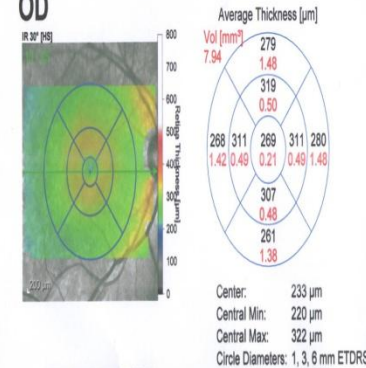 OD
IR 30° [HS]
800
700
600
500
400
300
200
100
0
Retina Thickness [µm]
200 µm
Average Thickness [µm]
Vol [mm³]
7.94
279
1.48
319
0.50
268 311 269 311 280
1.42 0.49 0.21 0.49 1.48
307
0.48
261
1.38
Center: 233 µm
Central Min: 220 µm
Central Max: 322 µm
Circle Diameters: 1, 3, 6 mm ETDRS